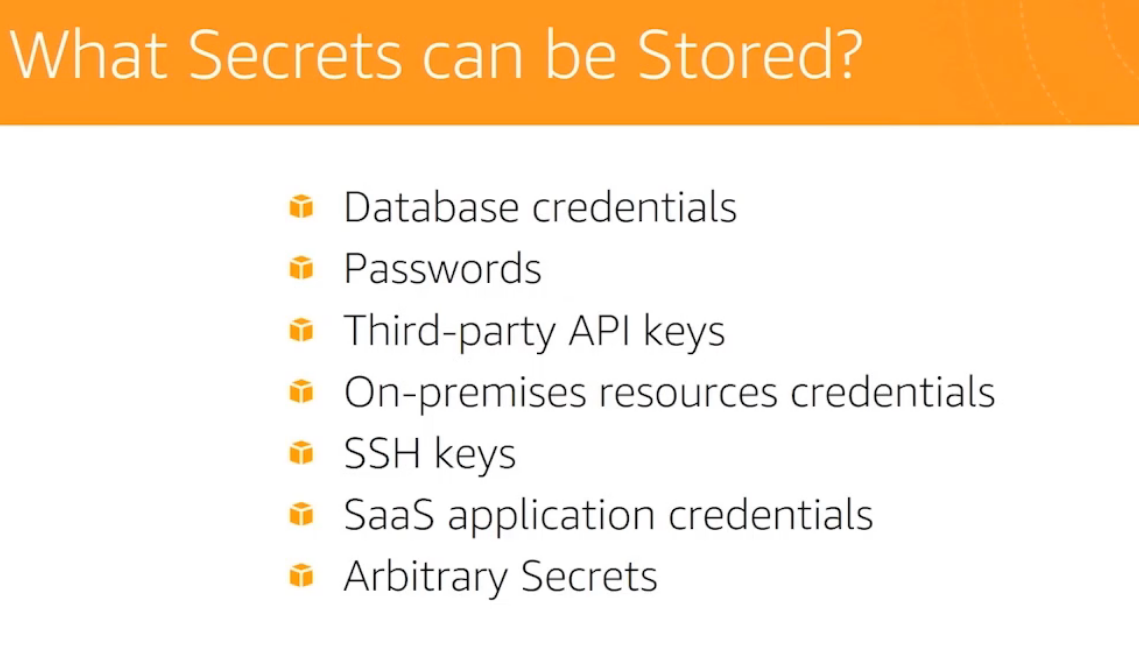 What Secrets can be Stored?
Database credentials
Passwords
Third-party API keys
On-premises resources credentials
SSH keys
SaaS application credentials
Arbitrary Secrets